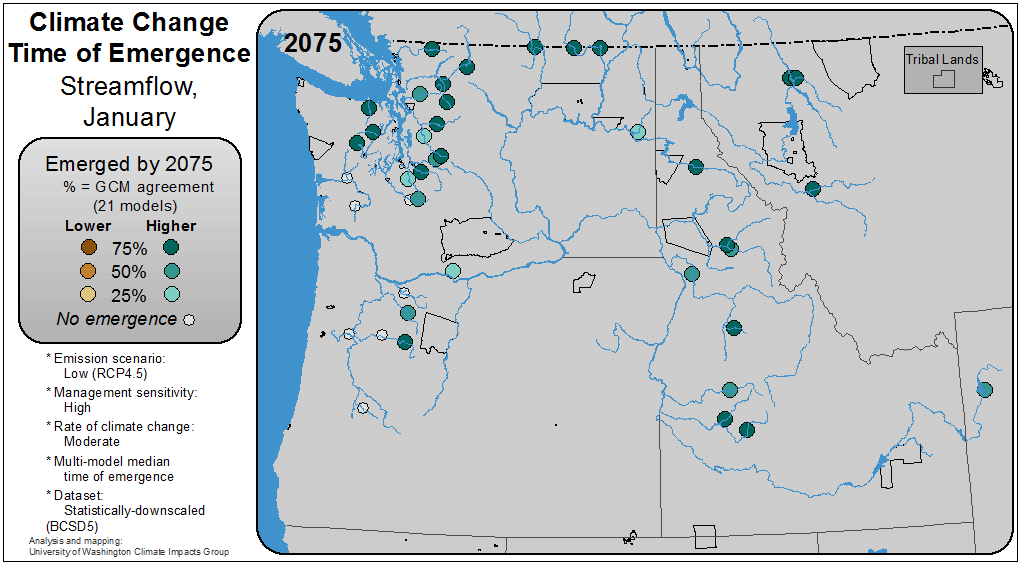 Climate Change
Time of Emergence
Streamflow,
January
Emerged by 2075
% = GCM agreement
(21 models)
Lower Higher
75%
50%
25%
No emergence
* Emission scenario:
Low (RCP4.5)
* Management sensitivity:
High
* Rate of climate change:
Moderate
* Multi-model median
time of emergence
* Dataset:
Statistically-downscaled
(BCSD5)
Analysis and mapping:
University of Washington Climate Impacts Group
2075
Tribal Lands